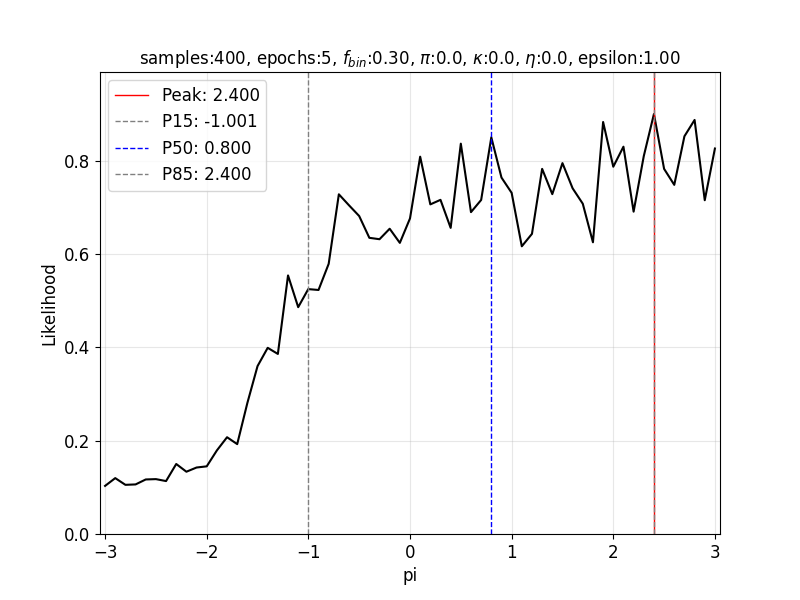 samples:400, epochs:5, f_bin:0.30, π:0.0, κ:0.0, η:0.0, epsilon:1.00
Peak: 2.400
P15: -1.001
P50: 0.800
P85: 2.400
0.8
0.6
0.4
0.2
0.0
Likelihood
−3 −2 −1 0 1 2 3
pi